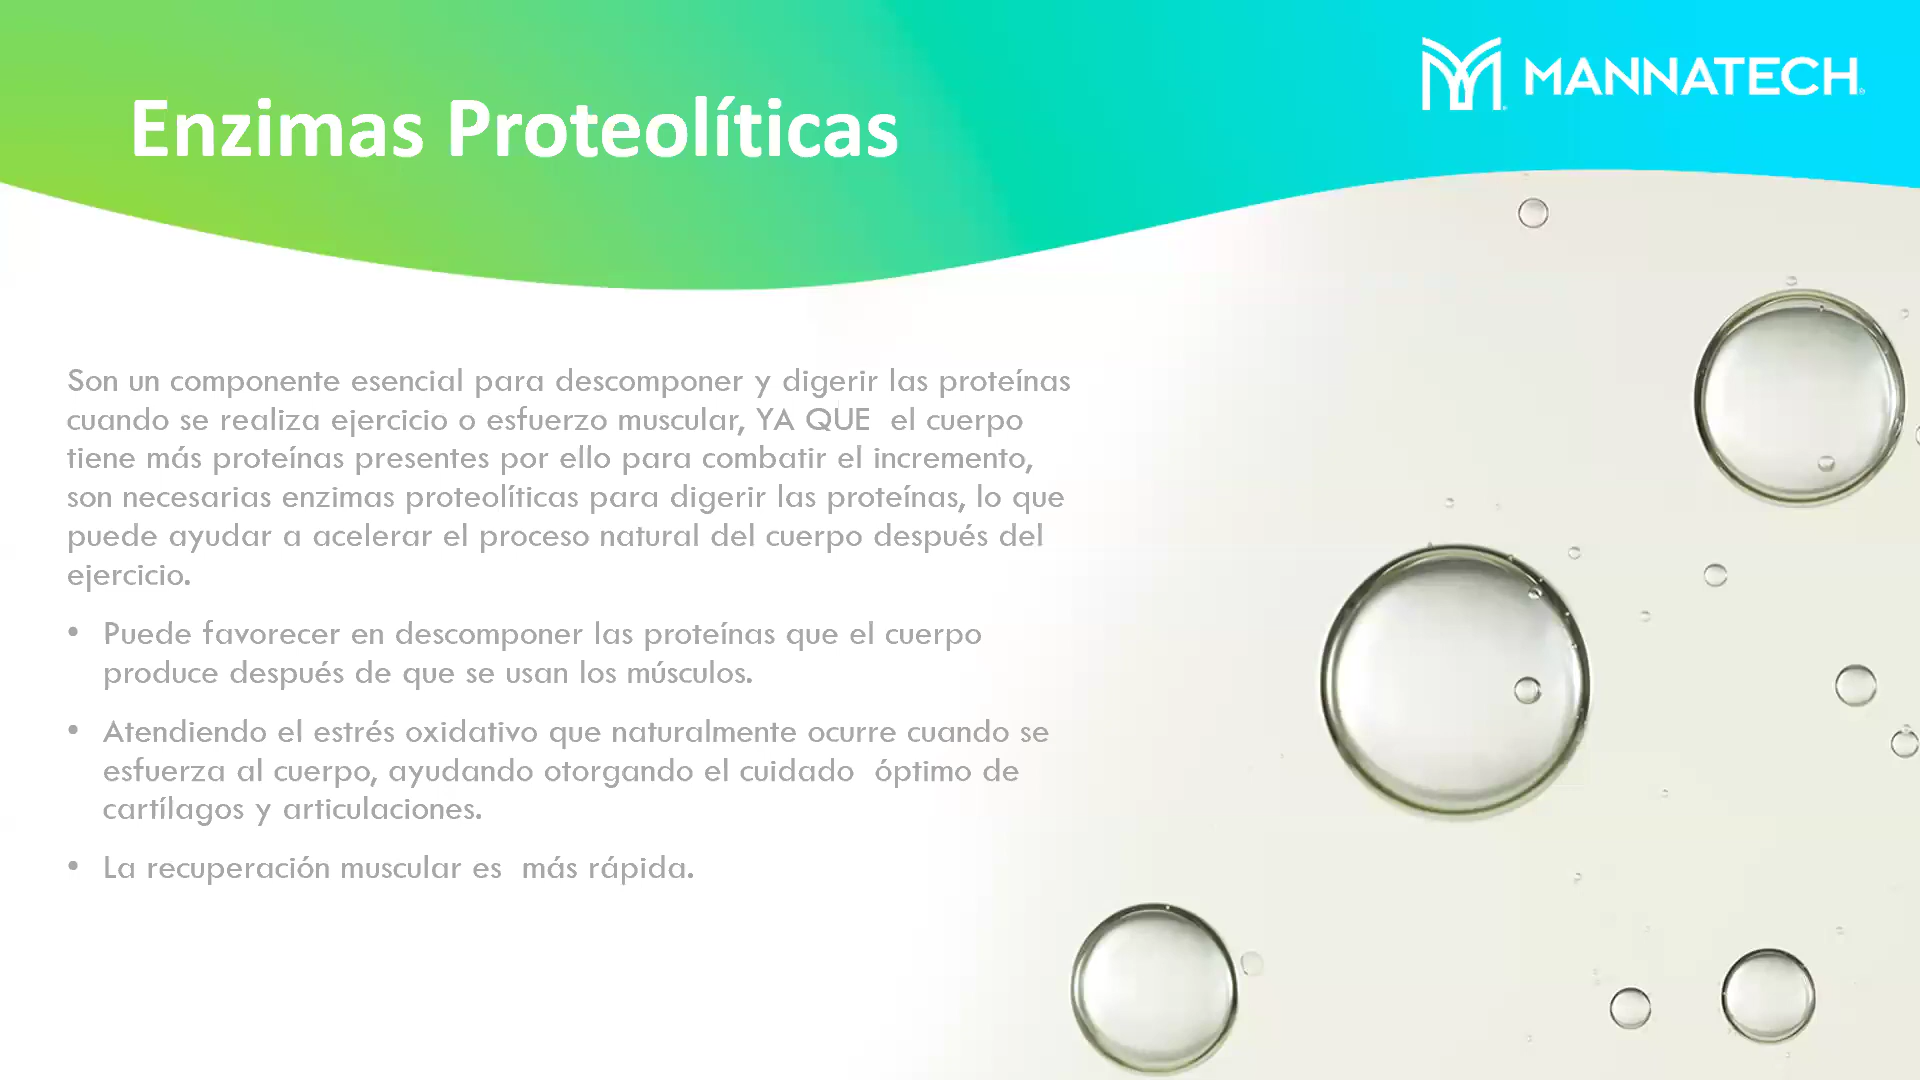 MANNATECH
Enzimas Proteolíticas
Son un componente esencial para descomponer y digerir las proteínas
cuando se realiza ejercicio o esfuerzo muscular, YA QUE  el cuerpo
tiene más proteínas presentes por ello para combatir el incremento,
son necesarias enzimas proteolíticas para digerir las proteínas, lo que
puede ayudar a acelerar el proceso natural del cuerpo después del
ejercicio.
• Puede favorecer en descomponer las proteínas que el cuerpo
produce después de que se usan los músculos.
• Atendiendo el estrés oxidativo que naturalmente ocurre cuando se
esfuerza al cuerpo, ayudando otorgando el cuidado  óptimo de
cartílagos y articulaciones.
• La recuperación muscular es  más rápida.